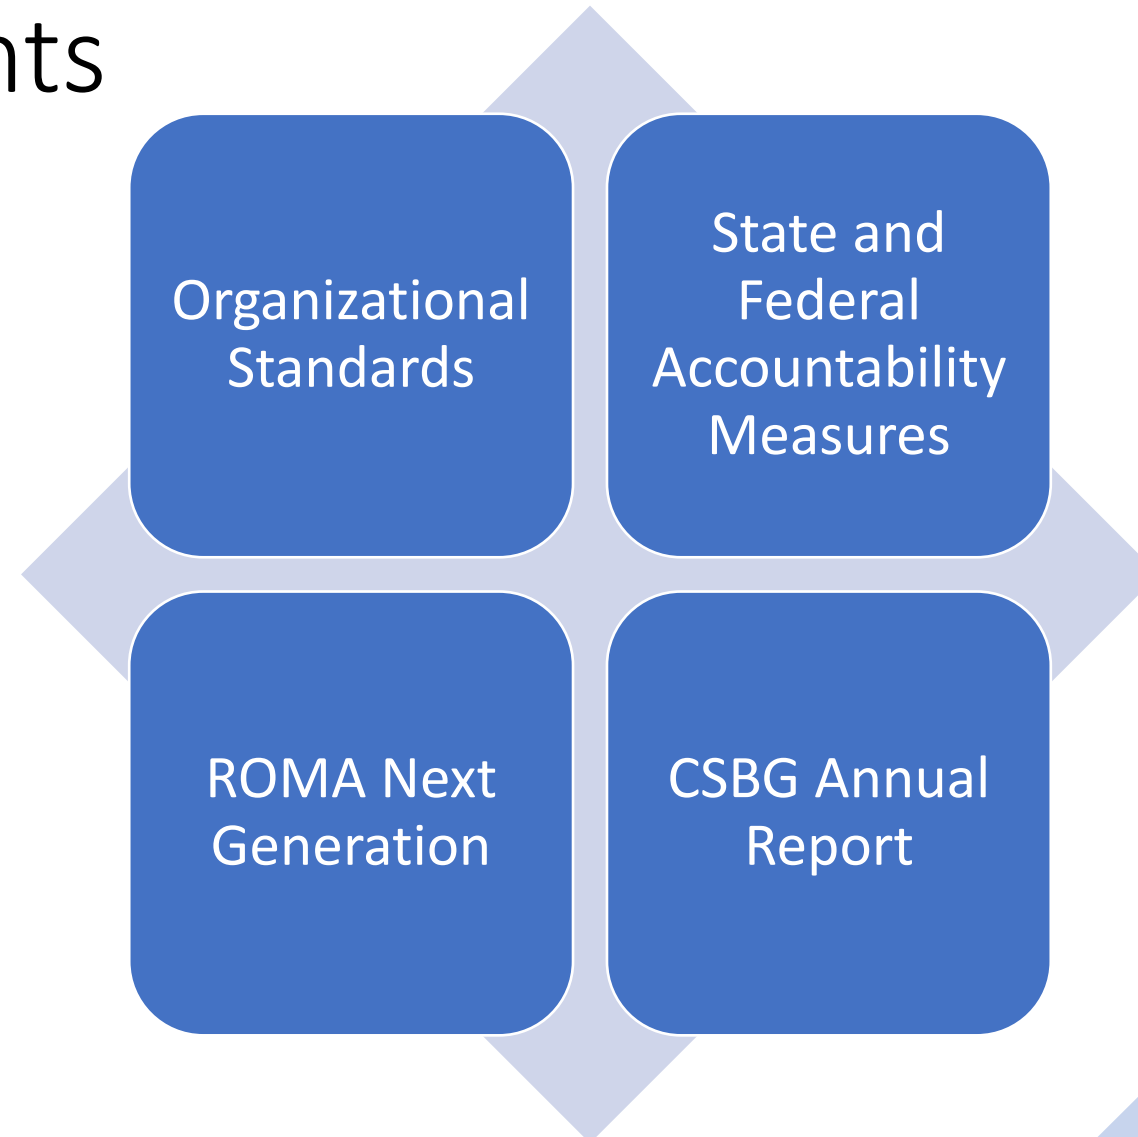 nts
Organizational
Standards
State and
Federal
Accountability
Measures
ROMA Next
Generation
CSBG Annual
Report